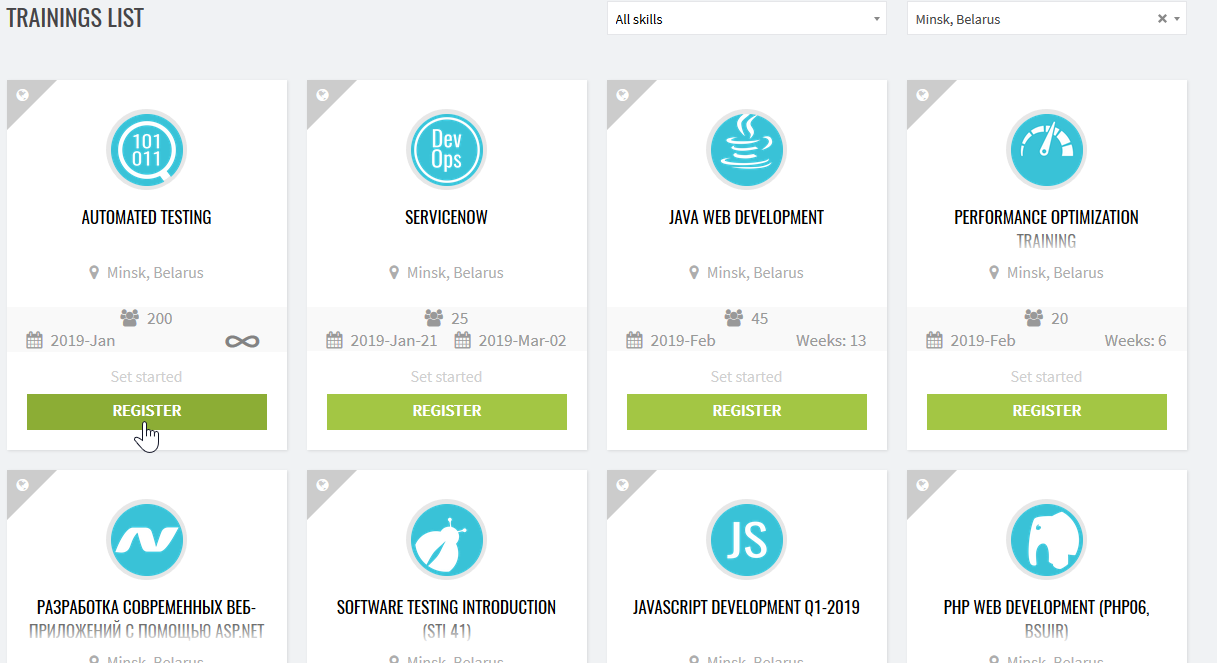 TRAININGS LIST
All skills
Minsk, Belarus
101
011
AUTOMATED TESTING
Minsk, Belarus
200
2019-Jan
Set started
REGISTER
Dev
Ops
SERVICENOW
Minsk, Belarus
25
2019-Jan-21 2019-Mar-02
Set started
REGISTER
JAVA WEB DEVELOPMENT
Minsk, Belarus
45
2019-Feb Weeks: 13
Set started
REGISTER
PERFORMANCE OPTIMIZATION
TRAINING
Minsk, Belarus
20
2019-Feb Weeks: 6
Set started
REGISTER
РАЗРАБОТКА СОВРЕМЕННЫХ ВЕБ-
ПРИЛОЖЕНИЙ С ПОМОЩЬЮ ASP.NET
Minsk, Belarus
SOFTWARE TESTING INTRODUCTION
(STI 41)
Minsk, Belarus
JS
JAVASCRIPT DEVELOPMENT Q1-2019
Minsk, Belarus
PHP WEB DEVELOPMENT (PHP06,
BSUIR)
Minsk, Belarus